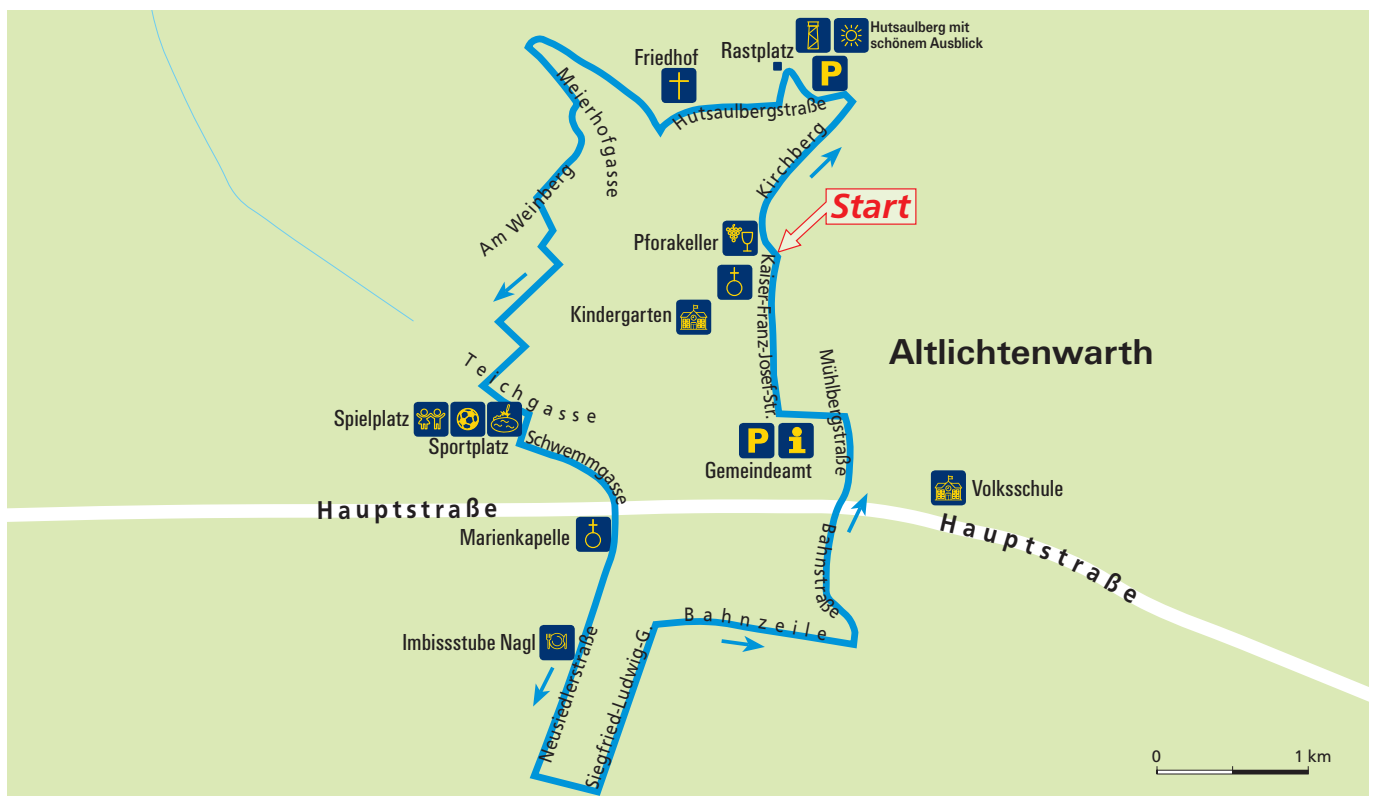 Hutsaulberg mit
schönem Ausblick
Rastplatz
Friedhof
P
Meierhofgasse
Hutsaulbergstraße
Kirchberg
Am Weinberg
Start
Pforakeller
Kaiser-Franz-Josef-Str.
Kindergarten
Altlichtenwarth
Mühlbergstraße
Teichgasse
Spielplatz
Sportplatz
Schwemmgasse
P i
Gemeindeamt
Volksschule
Hauptstraße
Hauptstraße
Marienkapelle
Bahnstraße
Bahnzeile
Imbissstube Nagl
Neusiedlerstraße
Siegfried-Ludwig-G.
0 1 km